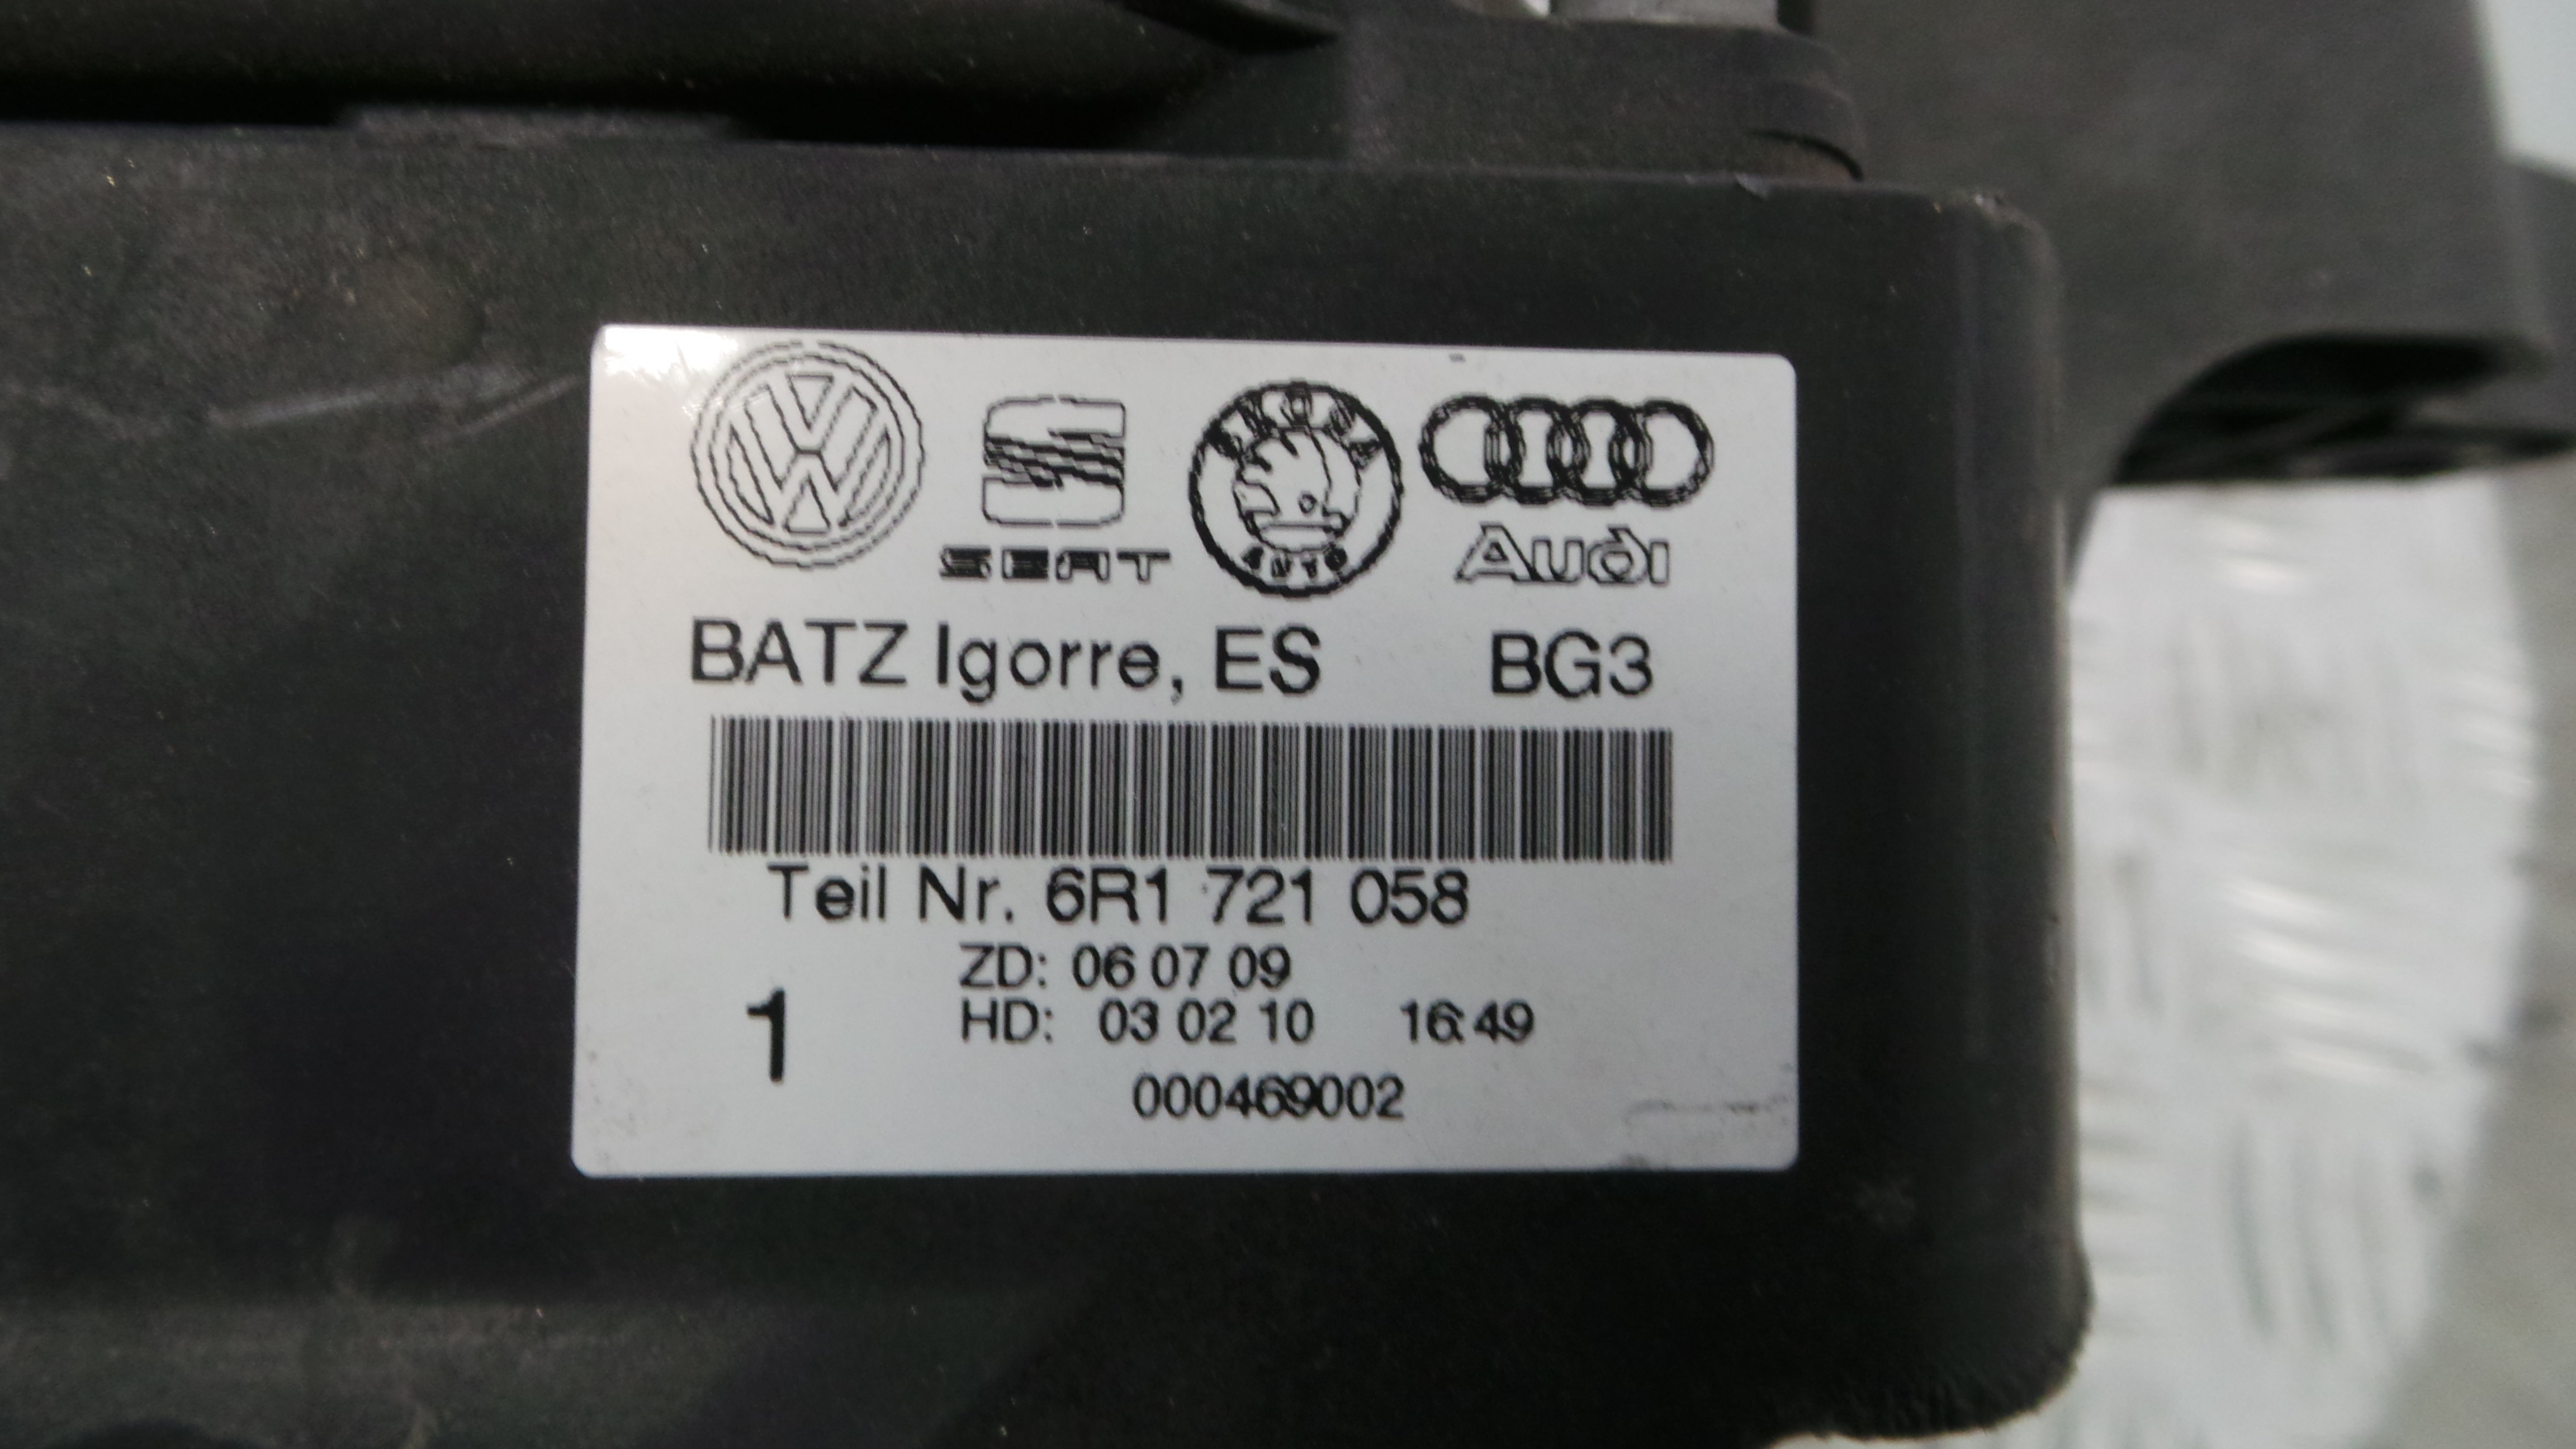 SEAT SKODA AUTO Audi
BATZ Igorre, ES BG3
Teil Nr. 6R1 721 058
ZD: 06 07 09
1 HD: 03 02 10 16:49
000469002